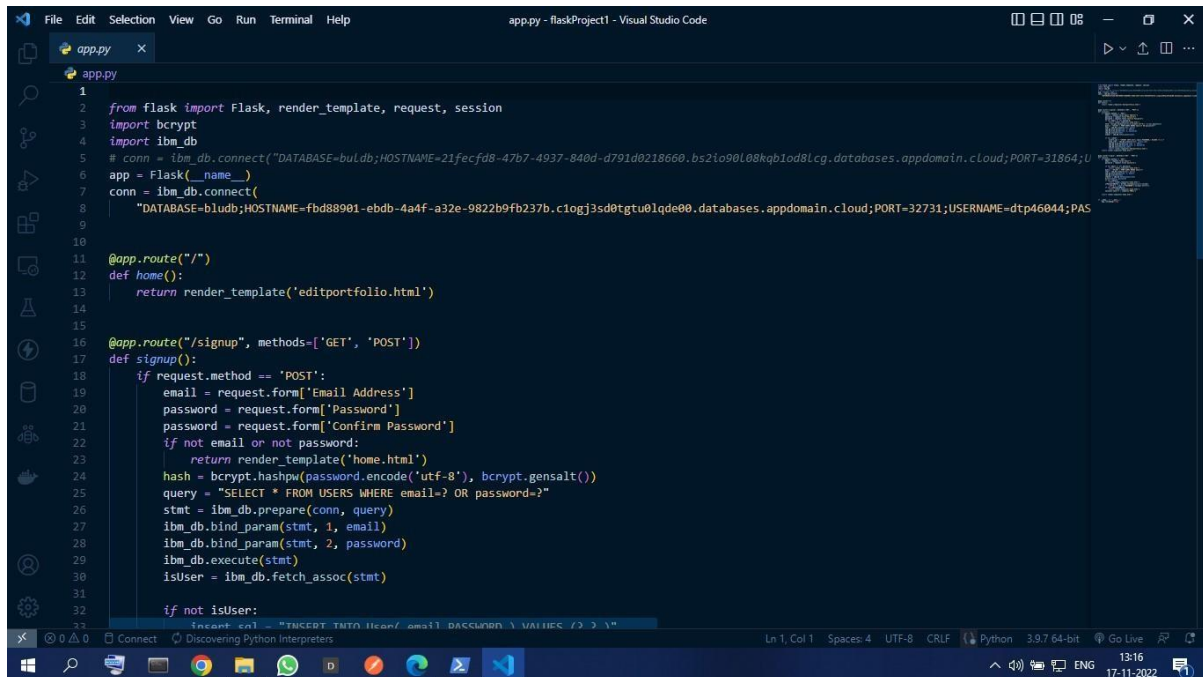 File Edit Selection View Go Run Terminal Help app.py - flaskProject1 - Visual Studio Code
app.py
app.py
1
2 from flask import Flask, render_template, request, session
3 import bcrypt
4 import ibm_db
5 # conn = ibm_db.connect("DATABASE=buldb;HOSTNAME=21fecfd8-47b7-4937-840d-d791d0218660.bs2io90l08kqb1od8lcg.databases.appdomain.cloud;PORT=31864;U
6 app = Flask(__name__)
7 conn = ibm_db.connect(
8 "DATABASE=bludb;HOSTNAME=fbd88901-ebdb-4a4f-a32e-9822b9fb237b.c1ogj3sd0tgtu0lqde00.databases.appdomain.cloud;PORT=32731;USERNAME=dtp46044;PAS
9
10
11 @app.route("/")
12 def home():
13 return render_template('editportfolio.html')
14
15
16 @app.route("/signup", methods=['GET', 'POST'])
17 def signup():
18 if request.method == 'POST':
19 email = request.form['Email Address']
20 password = request.form['Password']
21 password = request.form['Confirm Password']
22 if not email or not password:
23 return render_template('home.html')
24 hash = bcrypt.hashpw(password.encode('utf-8'), bcrypt.gensalt())
25 query = "SELECT * FROM USERS WHERE email=? OR password=?"
26 stmt = ibm_db.prepare(conn, query)
27 ibm_db.bind_param(stmt, 1, email)
28 ibm_db.bind_param(stmt, 2, password)
29 ibm_db.execute(stmt)
30 isUser = ibm_db.fetch_assoc(stmt)
31
32 if not isUser:
33 insert_sql = "INSERT INTO User( email,PASSWORD ) VALUES (?,?)"
0 0 Connect Discovering Python Interpreters Ln 1, Col 1 Spaces: 4 UTF-8 CRLF Python 3.9.7 64-bit Go Live
D ENG 13:16
17-11-2022 1